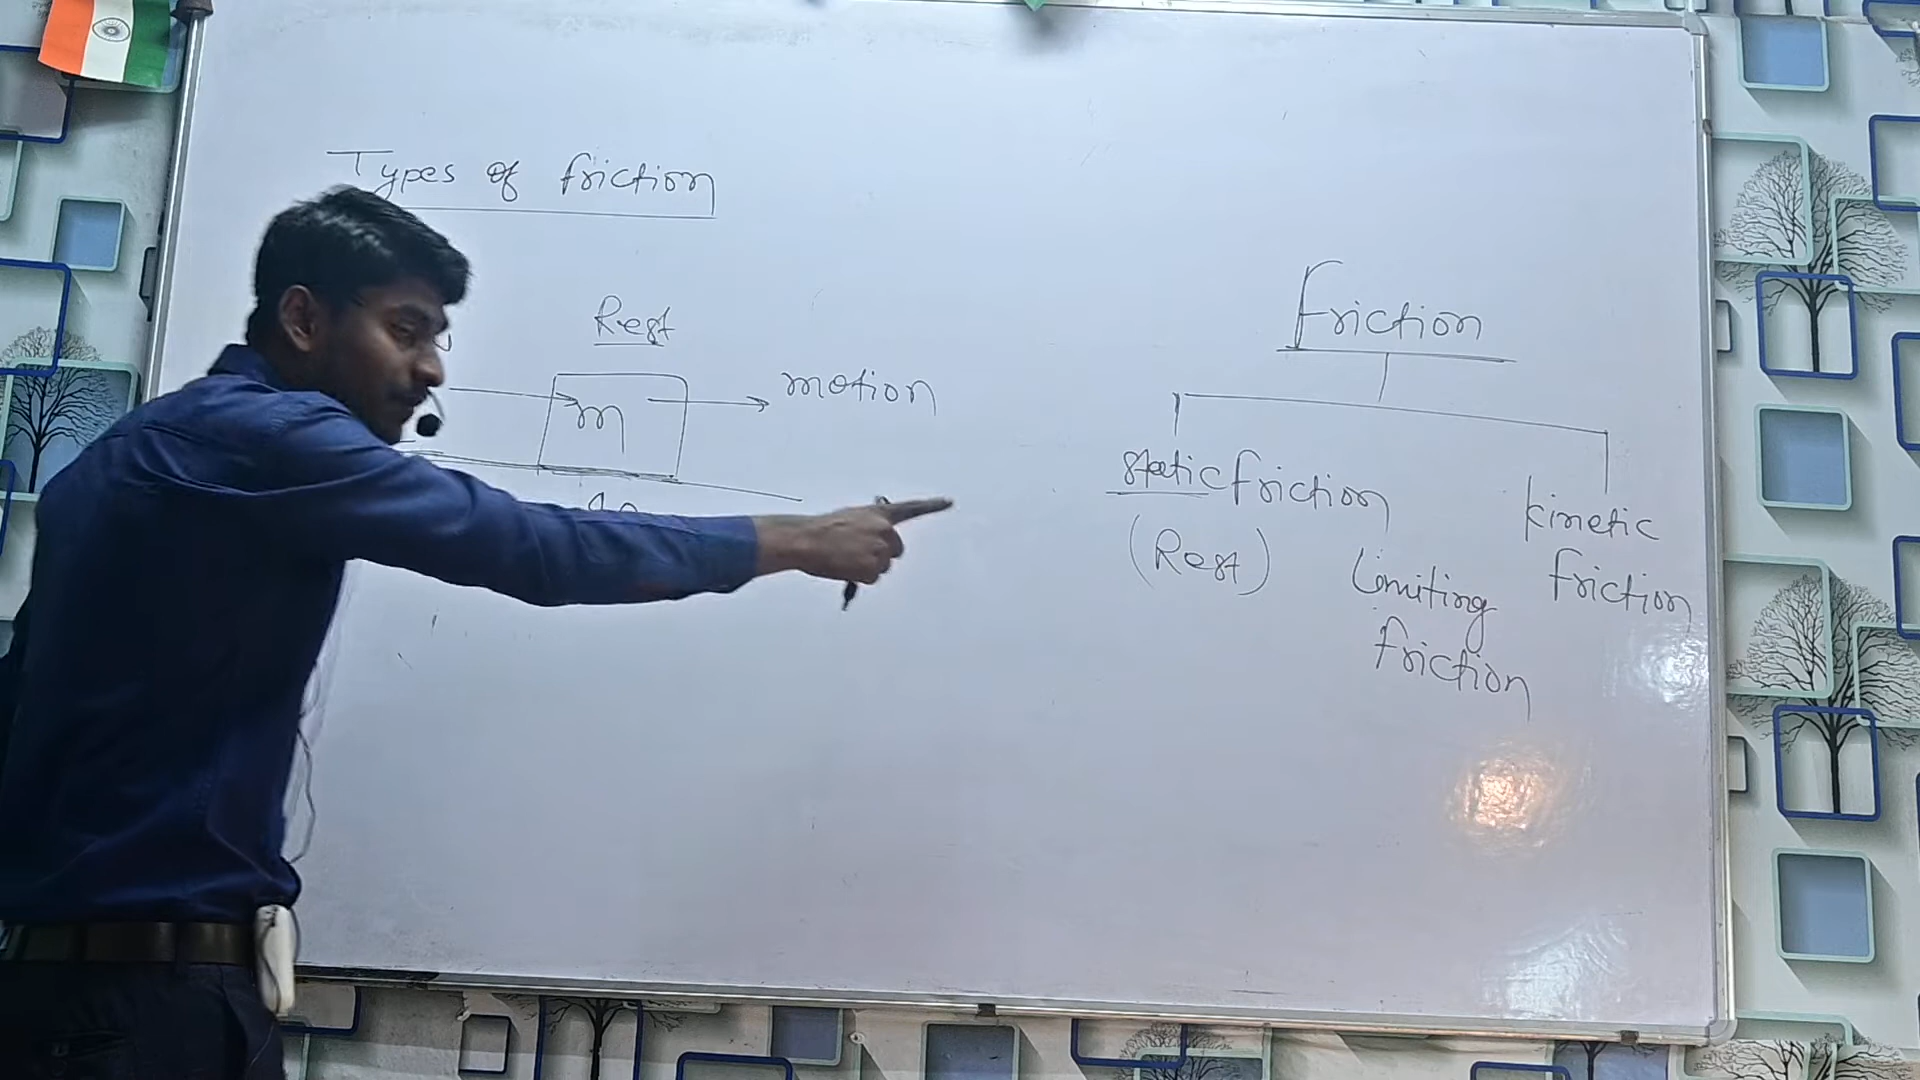 Types of friction
Rest
m
motion
Friction
static friction
(Rest)
kinetic
friction
Limiting
friction